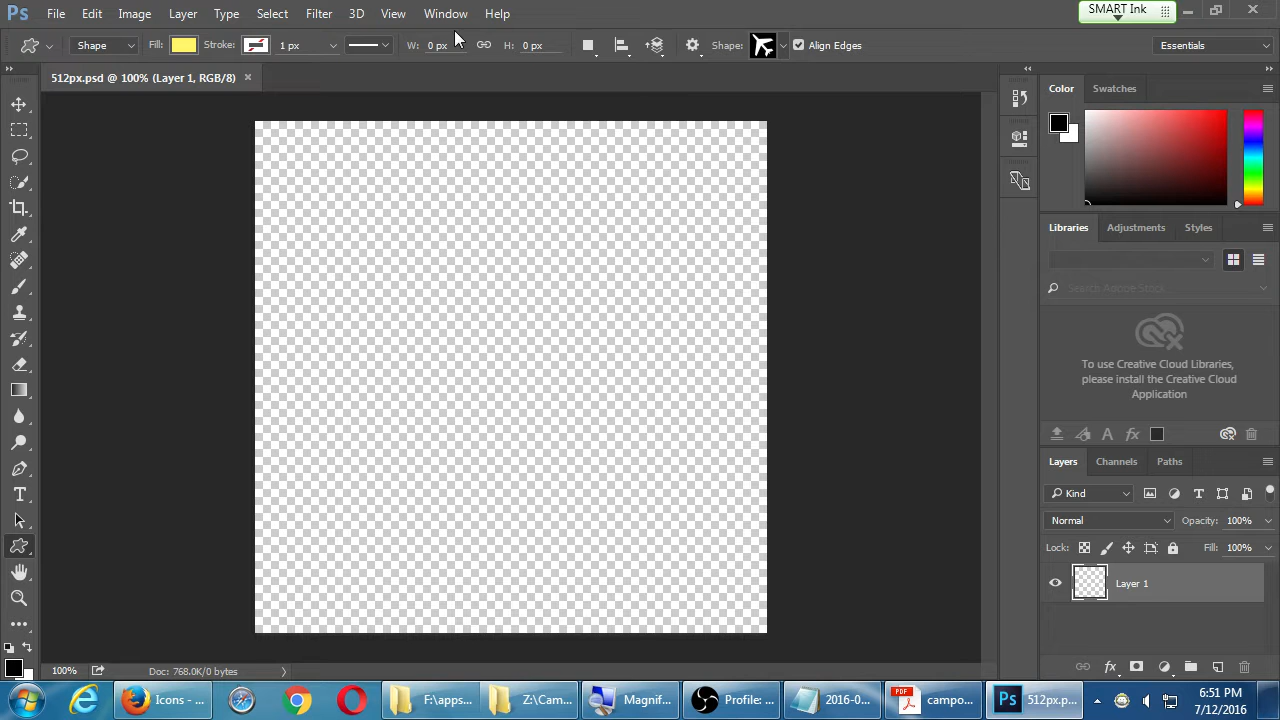 Ps File Edit Image Layer Type Select Filter 3D View Window Help SMART Ink
Shape Fill: Stroke: 1 px W: 0 px H: 0 px Shape: Align Edges Essentials
512px.psd @ 100% (Layer 1, RGB/8)
Color Swatches
Libraries Adjustments Styles
Search Adobe Stock
To use Creative Cloud Libraries,
please install the Creative Cloud
Application
Layers Channels Paths
Kind
Normal Opacity: 100%
Lock: Fill: 100%
Layer 1
100% Doc: 768.0K/0 bytes
Icons - ... F:\apps... Z:\Cam... Magnif... Profile: ... 2016-0... campo... Ps 512px.p...
PDF
6:51 PM
7/12/2016